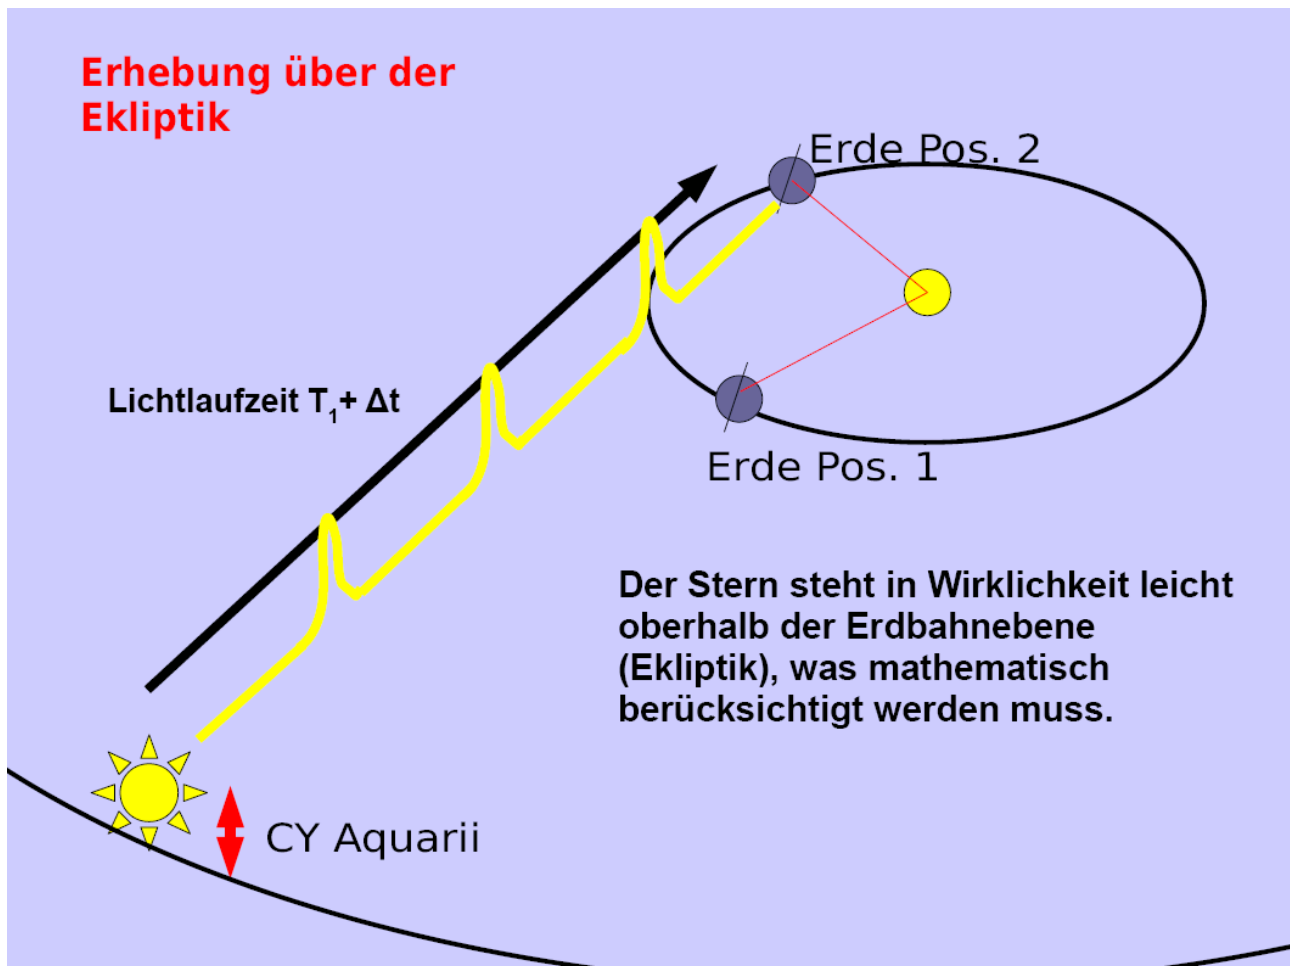 Erhebung über der
Ekliptik
Erde Pos. 2
Lichtlaufzeit T₁+ Δt
Erde Pos. 1
Der Stern steht in Wirklichkeit leicht
oberhalb der Erdbahnebene
(Ekliptik), was mathematisch
berücksichtigt werden muss.
CY Aquarii